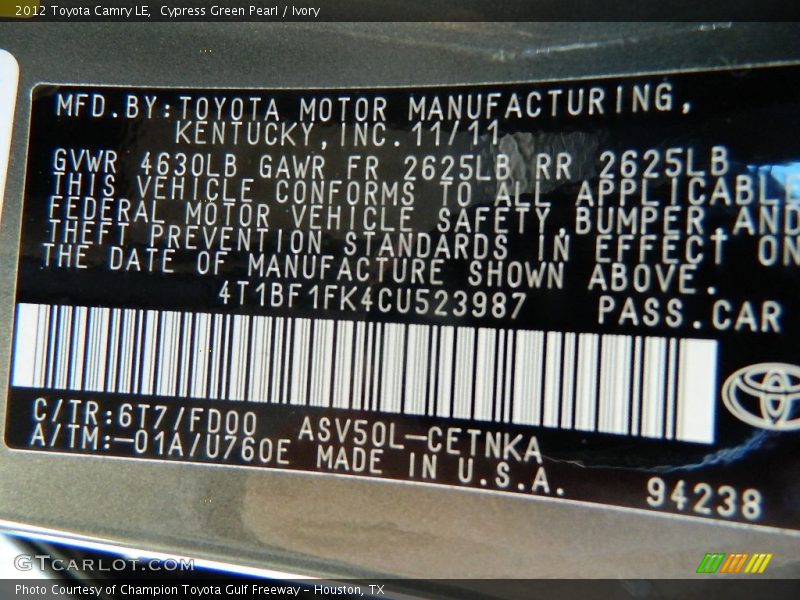 2012 Toyota Camry LE,  Cypress Green Pearl / Ivory
MFD.BY:TOYOTA MOTOR MANUFACTURING,
KENTUCKY,INC. 11/11
GVWR 4630LB GAWR FR 2625LB RR 2625LB
THIS VEHICLE CONFORMS TO ALL APPLICABLE
FEDERAL MOTOR VEHICLE SAFETY,BUMPER,AND
THEFT PREVENTION STANDARDS IN EFFECT ON
THE DATE OF MANUFACTURE SHOWN ABOVE.
4T1BF1FK4CU523987 PASS.CAR
C/TR:6T7/FD00 ASV50L-CETNKA
A/TM:-01A/U760E MADE IN U.S.A.
94238
GTCARLOT.COM
Photo Courtesy of Champion Toyota Gulf Freeway - Houston, TX